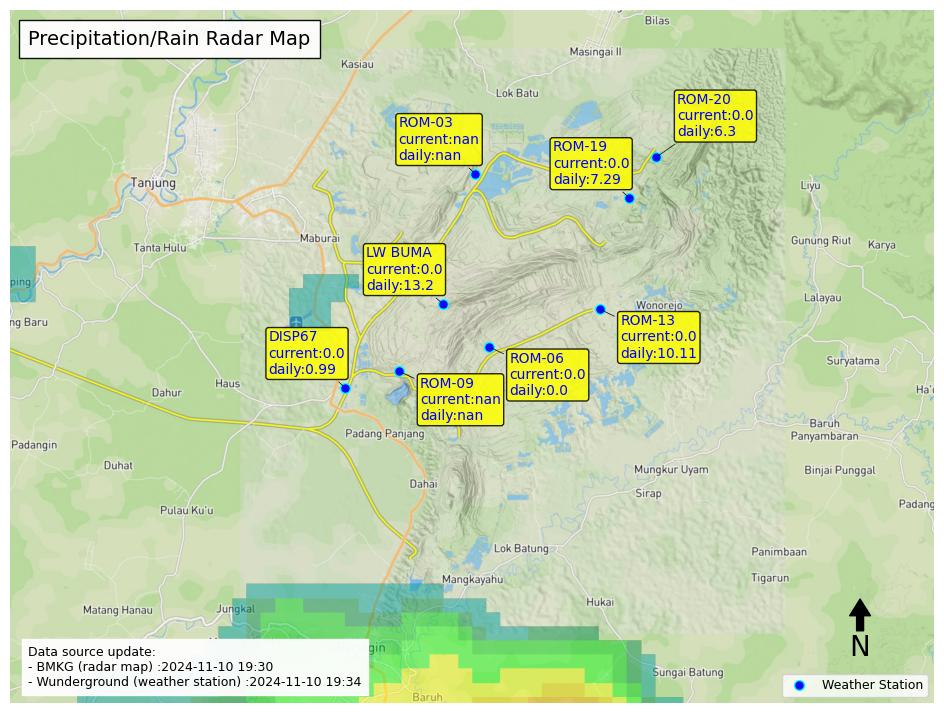 Precipitation/Rain Radar Map
Bilas
Masingai II
Kasiau
Lok Batu
ROM-20
current:0.0
daily:6.3
ROM-03
current:nan
daily:nan
ROM-19
current:0.0
daily:7.29
Tanjung
Liyu
Maburai
Tanta Hulu
Gunung Riut
Karya
LW BUMA
current:0.0
daily:13.2
ping
Lalayau
Wonorejo
ng Baru
ROM-13
current:0.0
daily:10.11
DISP67
current:0.0
daily:0.99
ROM-06
current:0.0
daily:0.0
Suryatama
Haus
Dahur
ROM-09
current:nan
daily:nan
Ha'o
Baruh
Panyambaran
Padang Panjang
Padangin
Duhat
Mungkur Uyam
Binjai Punggal
Dahai
Sirap
Padang
Pulau Ku'u
Lok Batung
Panimbaan
Mangkayahu
Tigarun
Matang Hanau
Jungkal
Hukai
N
Data source update:
- BMKG (radar map) :2024-11-10 19:30
- Wunderground (weather station) :2024-11-10 19:34
gin
Sungai Batung
Baruh
Weather Station